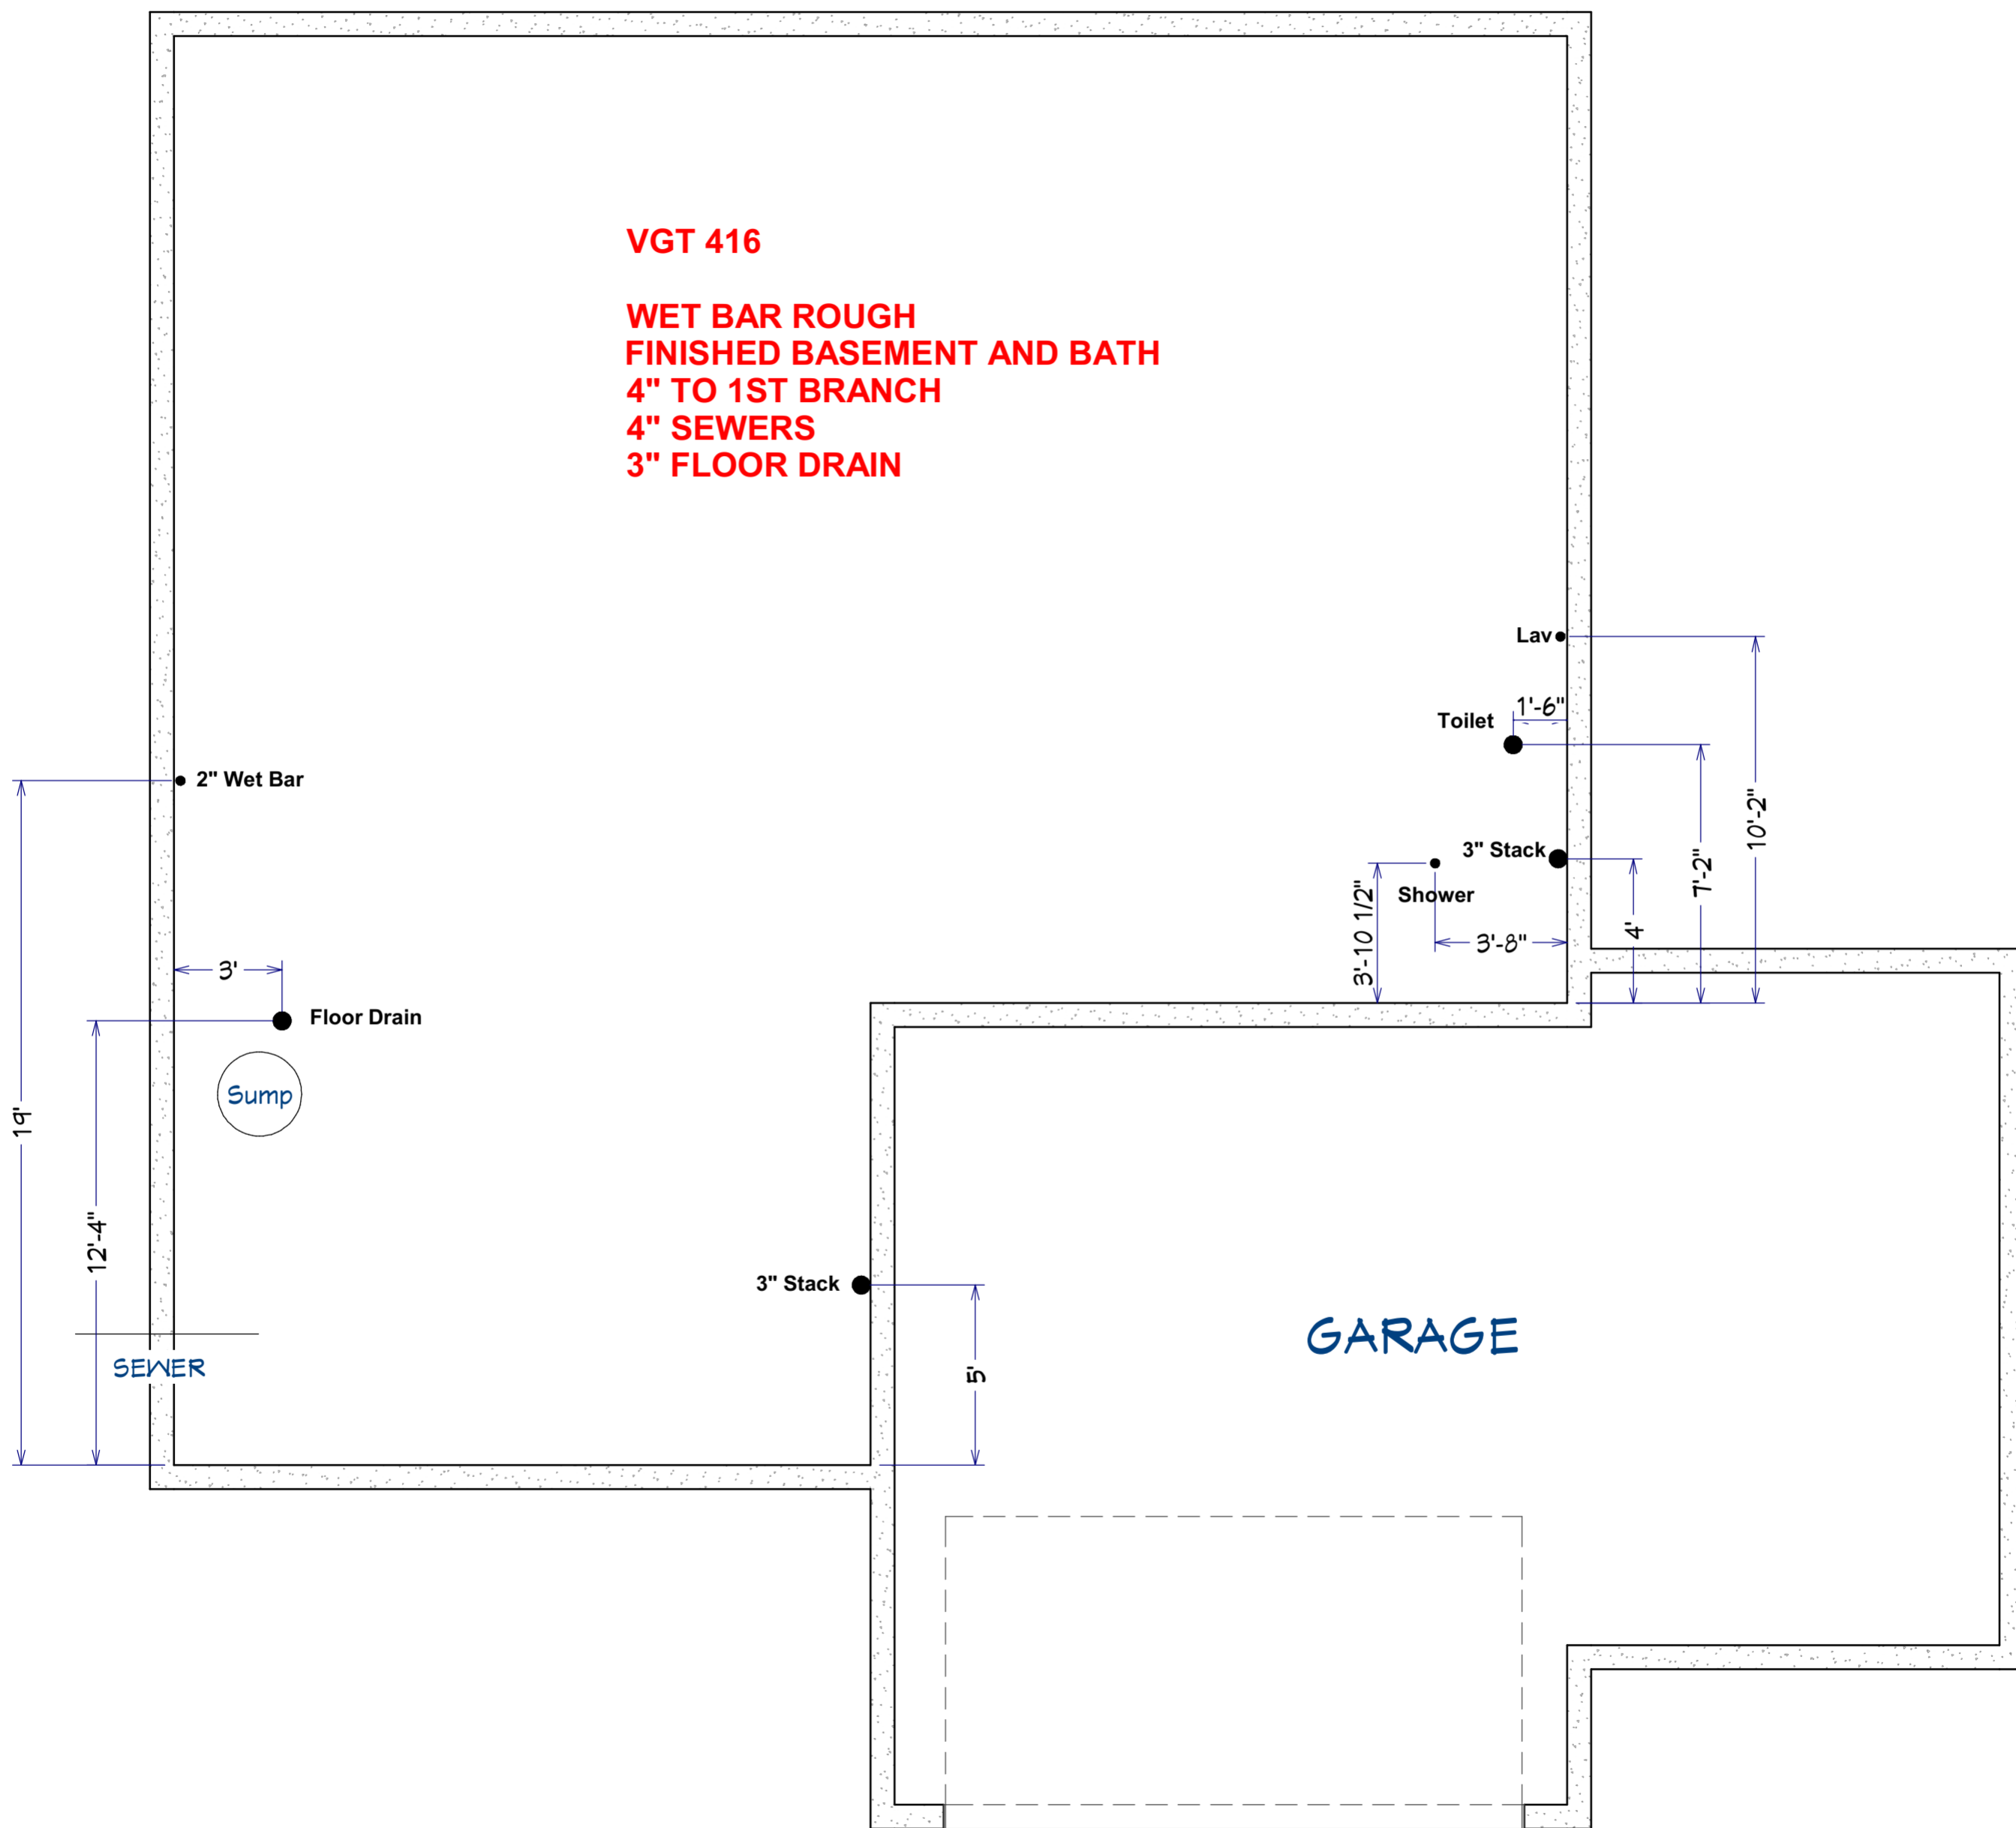 VGT 416
WET BAR ROUGH
FINISHED BASEMENT AND BATH
4" TO 1ST BRANCH
4" SEWERS
3" FLOOR DRAIN
Lav
1'-6"
Toilet
2" Wet Bar
10'-2"
3" Stack
7'-2"
Shower
3'-10 1/2"
4'
3'-8"
3'
Floor Drain
Sump
19'
12'-4"
3" Stack
GARAGE
SEWER
5'